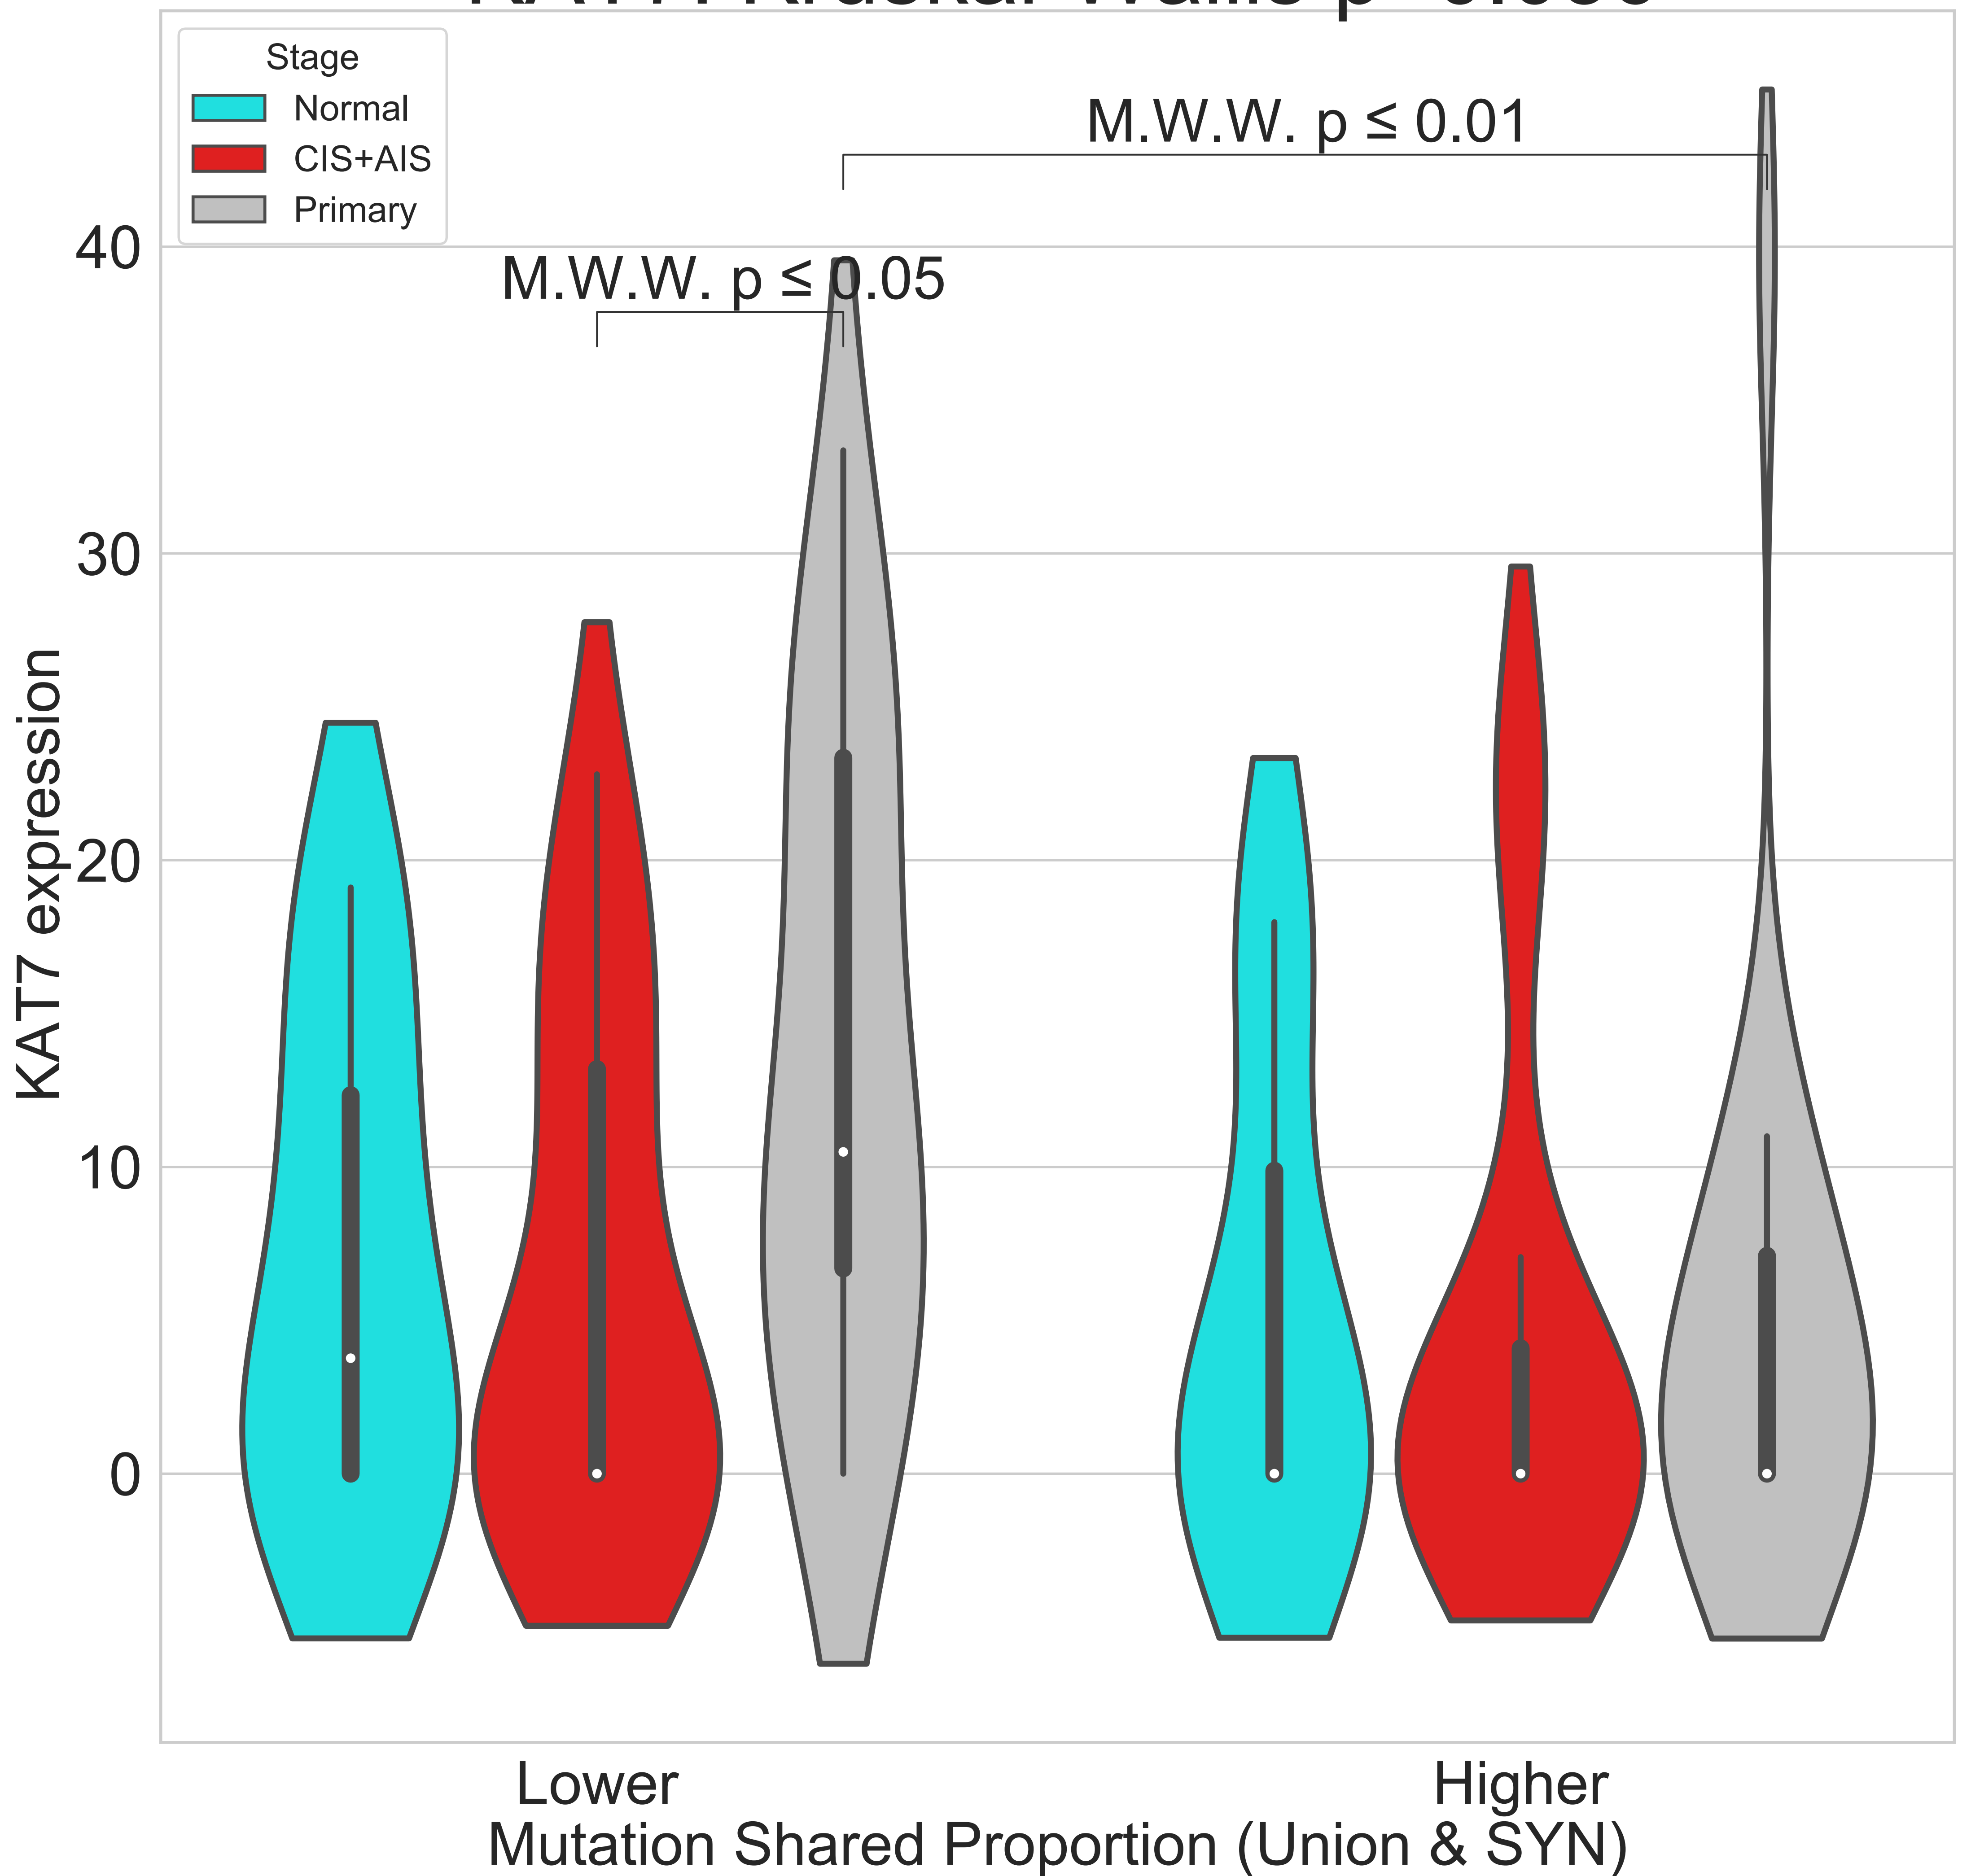 Stage
Normal
CIS+AIS
Primary
M.W.W. p ≤ 0.01
M.W.W. p ≤ 0.05
40
30
20
10
0
KAT7 expression
Lower
Higher
Mutation Shared Proportion (Union & SYN)